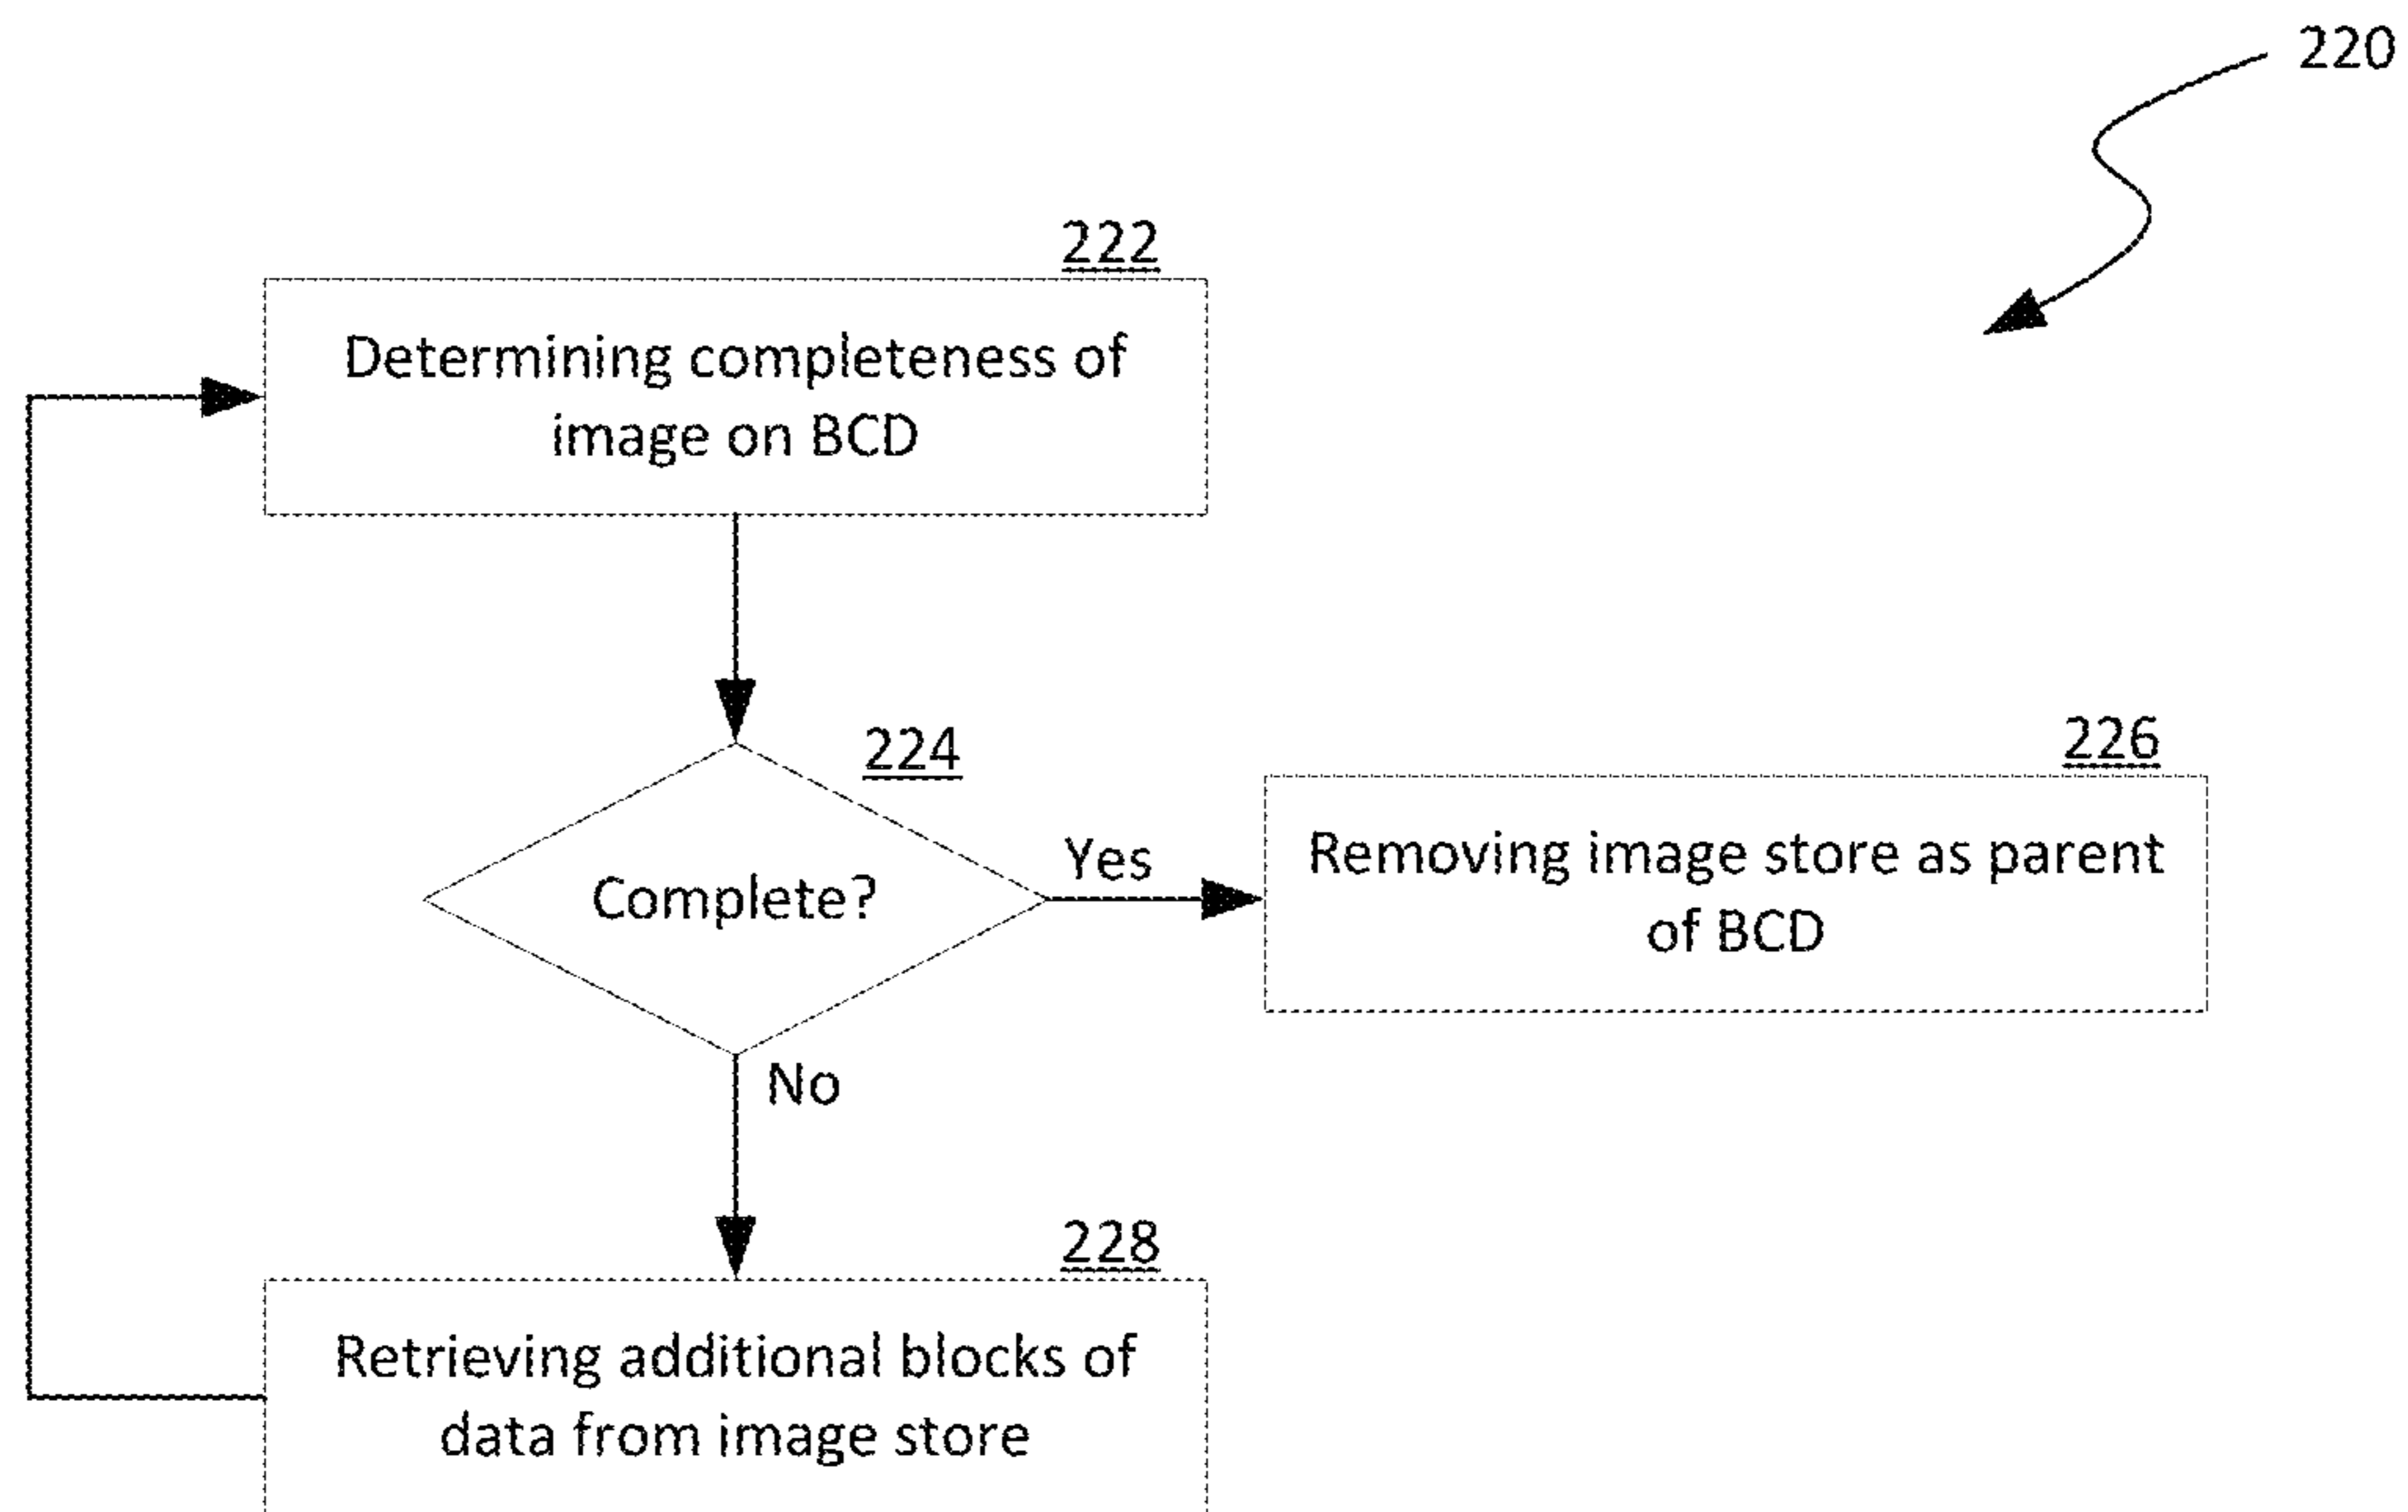 220
222
Determining completeness of
image on BCD
224
Complete?
Yes
226
Removing image store as parent
of BCD
No
228
Retrieving additional blocks of
data from image store